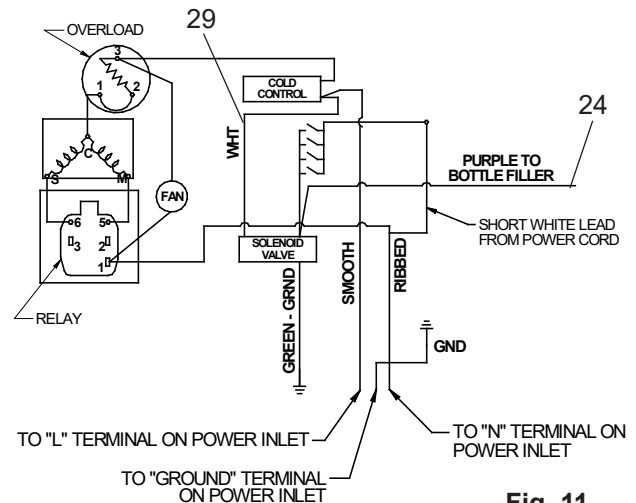 29
OVERLOAD
3
1 2
COLD
CONTROL
24
WHT
C
S M
PURPLE TO
BOTTLE FILLER
FAN
6 5
3 2
1
SOLENOID
VALVE
SHORT WHITE LEAD
FROM POWER CORD
SMOOTH
RIBBED
GREEN - GRND
RELAY
GND
TO "L" TERMINAL ON POWER INLET
TO "N" TERMINAL ON
POWER INLET
TO "GROUND" TERMINAL
ON POWER INLET
Fig. 11